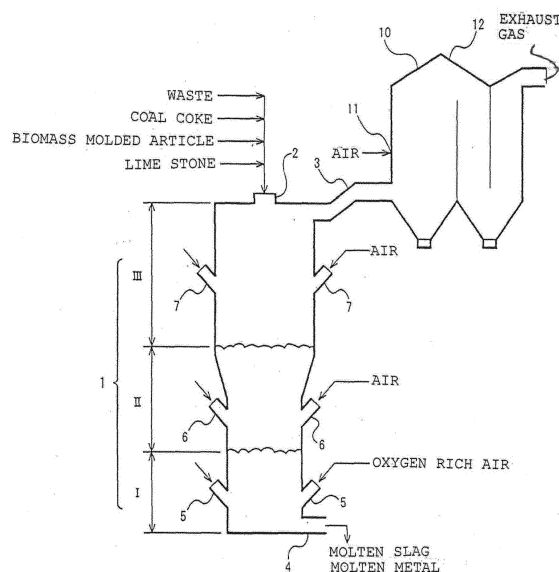 EXHAUST
GAS
10
12
WASTE
COAL COKE
BIOMASS MOLDED ARTICLE
LIME STONE
2
11
AIR
3
III
AIR
7
7
1
II
AIR
6
6
I
OXYGEN RICH AIR
5
5
4
MOLTEN SLAG
MOLTEN METAL